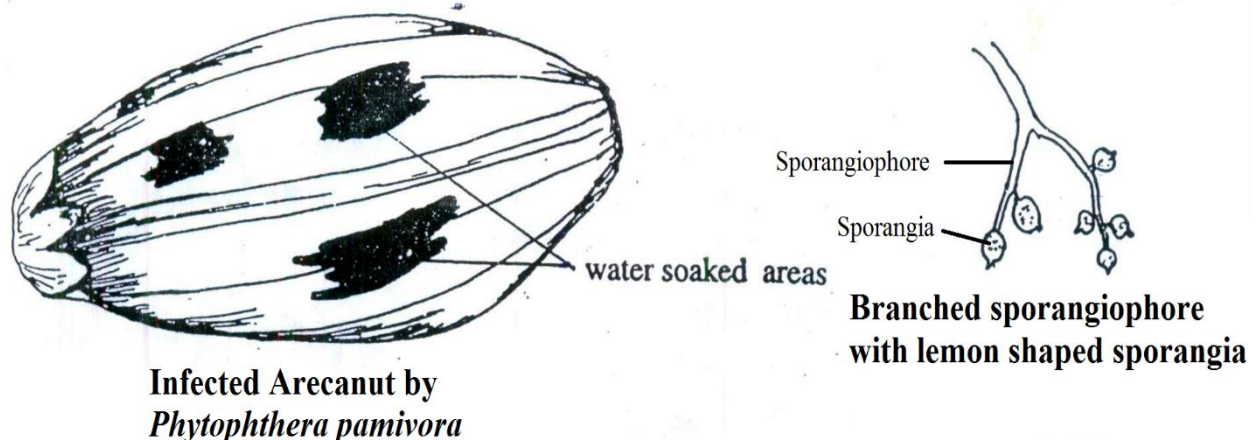 water soaked areas
Infected Arecanut by
Phytophthera pamivora
Sporangiophore
Sporangia
Branched sporangiophore
with lemon shaped sporangia